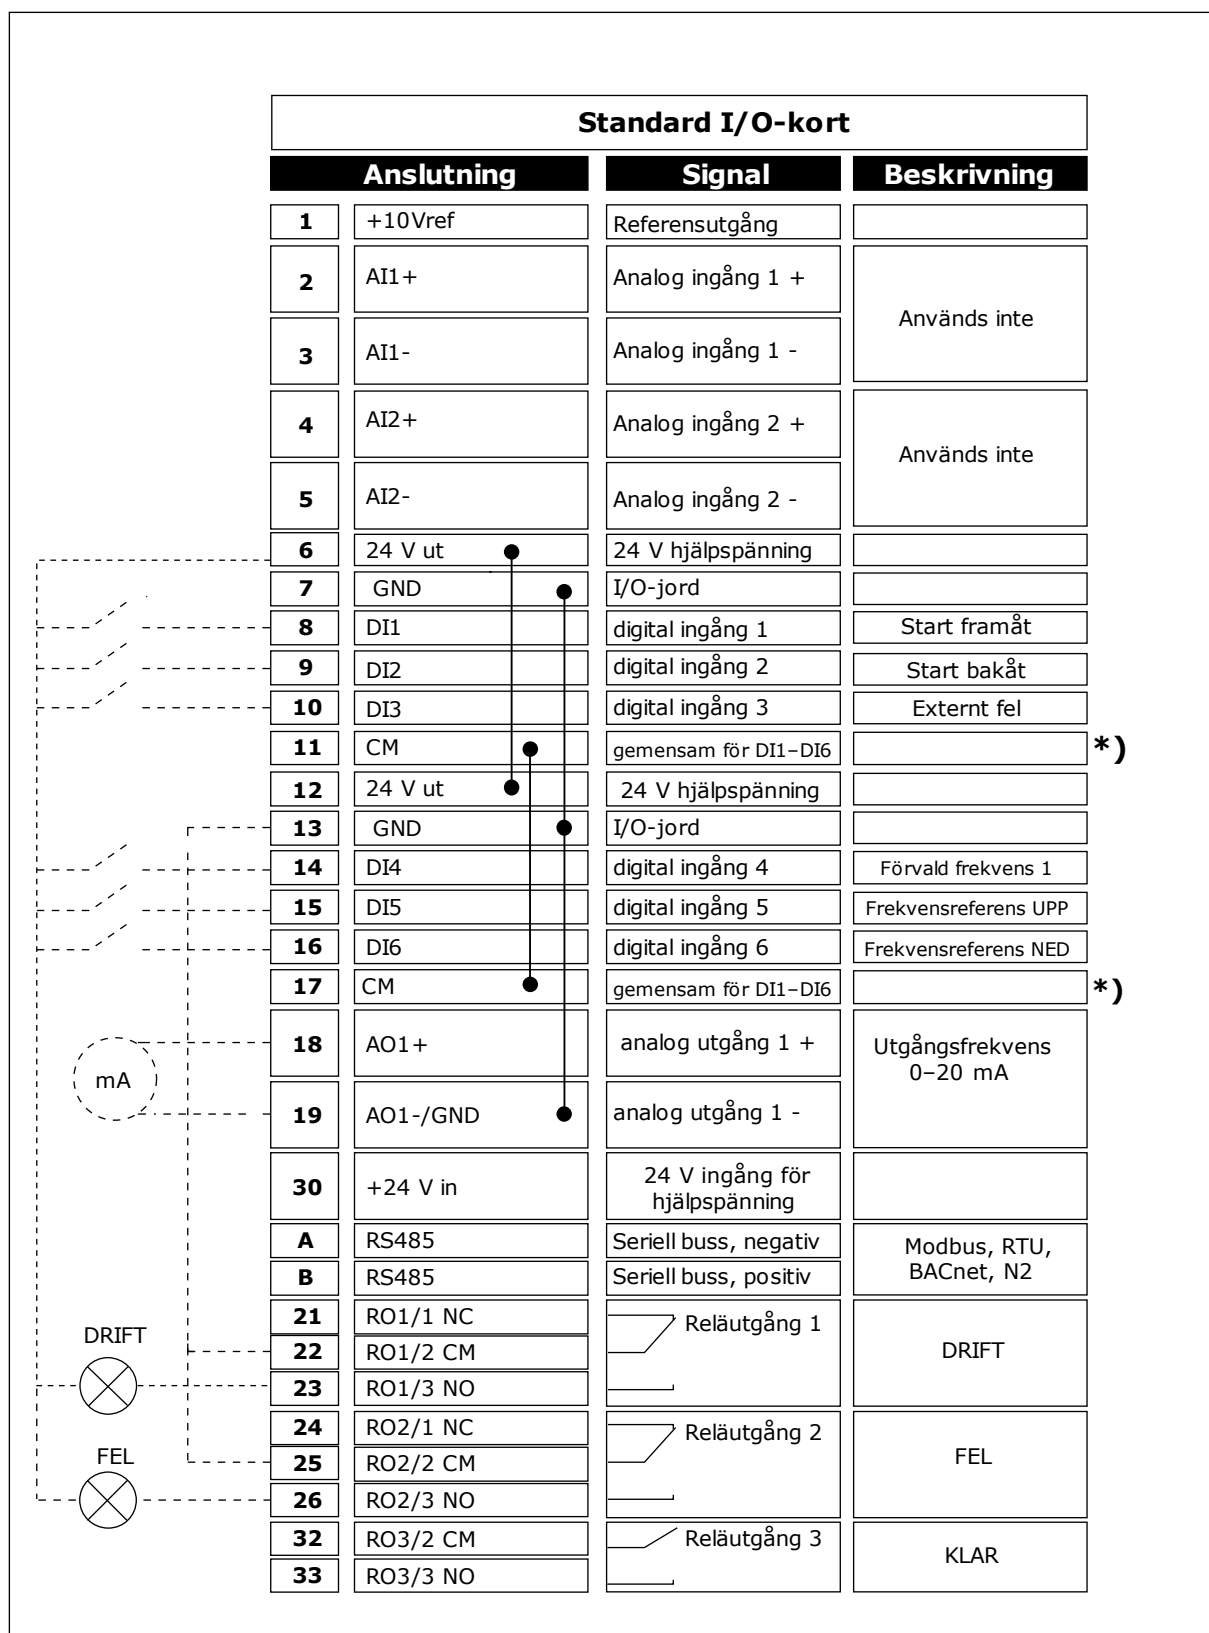 Standard I/O-kort
Anslutning Signal Beskrivning
1 +10Vref Referensutgång
2 AI1+ Analog ingång 1 +
Används inte
3 AI1- Analog ingång 1 -
4 AI2+ Analog ingång 2 +
Används inte
5 AI2- Analog ingång 2 -
6 24 V ut 24 V hjälpspänning
7 GND I/O-jord
8 DI1 digital ingång 1 Start framåt
9 DI2 digital ingång 2 Start bakåt
10 DI3 digital ingång 3 Externt fel
11 CM gemensam för DI1–DI6 *)
12 24 V ut 24 V hjälpspänning
13 GND I/O-jord
14 DI4 digital ingång 4 Förvald frekvens 1
15 DI5 digital ingång 5 Frekvensreferens UPP
16 DI6 digital ingång 6 Frekvensreferens NED
17 CM gemensam för DI1–DI6 *)
18 AO1+ analog utgång 1 + Utgångsfrekvens
0–20 mA
mA
19 AO1-/GND analog utgång 1 -
30 +24 V in 24 V ingång för
hjälpspänning
A RS485 Seriell buss, negativ Modbus, RTU,
B RS485 Seriell buss, positiv BACnet, N2
21 RO1/1 NC Reläutgång 1
DRIFT
22 RO1/2 CM DRIFT
23 RO1/3 NO
24 RO2/1 NC Reläutgång 2
FEL
25 RO2/2 CM FEL
26 RO2/3 NO
32 RO3/2 CM Reläutgång 3
KLAR
33 RO3/3 NO